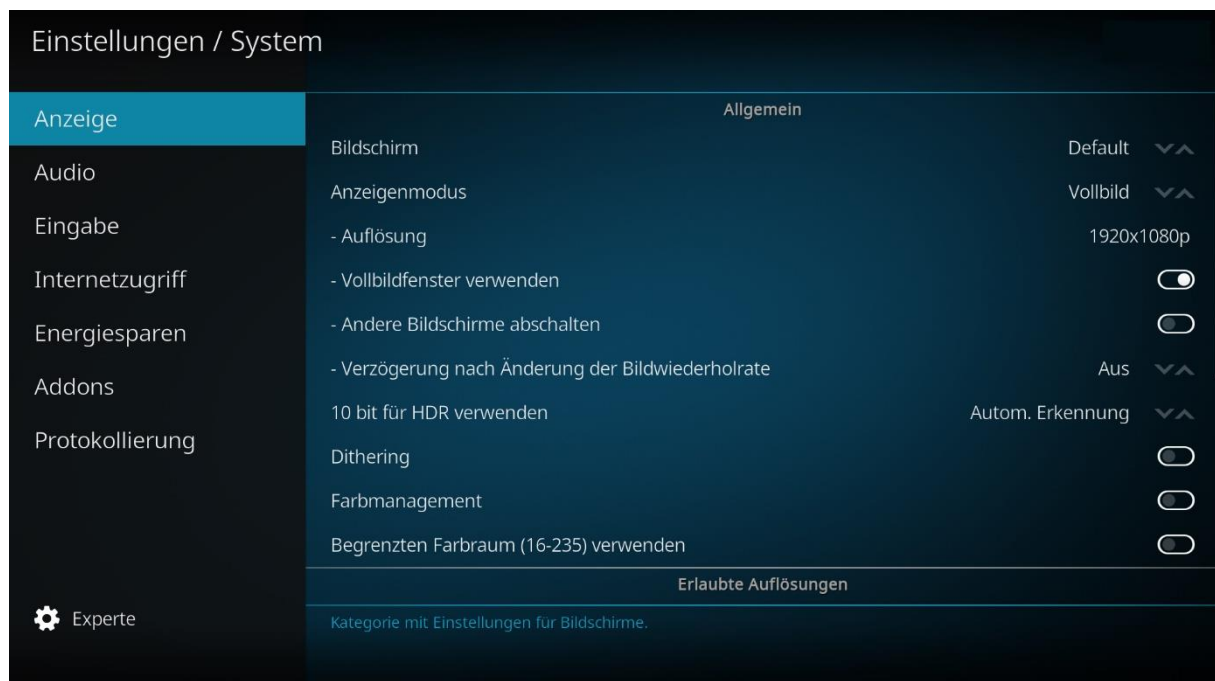 Einstellungen / System
Anzeige
Audio
Eingabe
Internetzugriff
Energiesparen
Addons
Protokollierung
Experte
Allgemein
Bildschirm Default
Anzeigenmodus Vollbild
- Auflösung 1920x1080p
- Vollbildfenster verwenden
- Andere Bildschirme abschalten
- Verzögerung nach Änderung der Bildwiederholrate Aus
10 bit für HDR verwenden Autom. Erkennung
Dithering
Farbmanagement
Begrenzten Farbraum (16-235) verwenden
Erlaubte Auflösungen
Kategorie mit Einstellungen für Bildschirme.